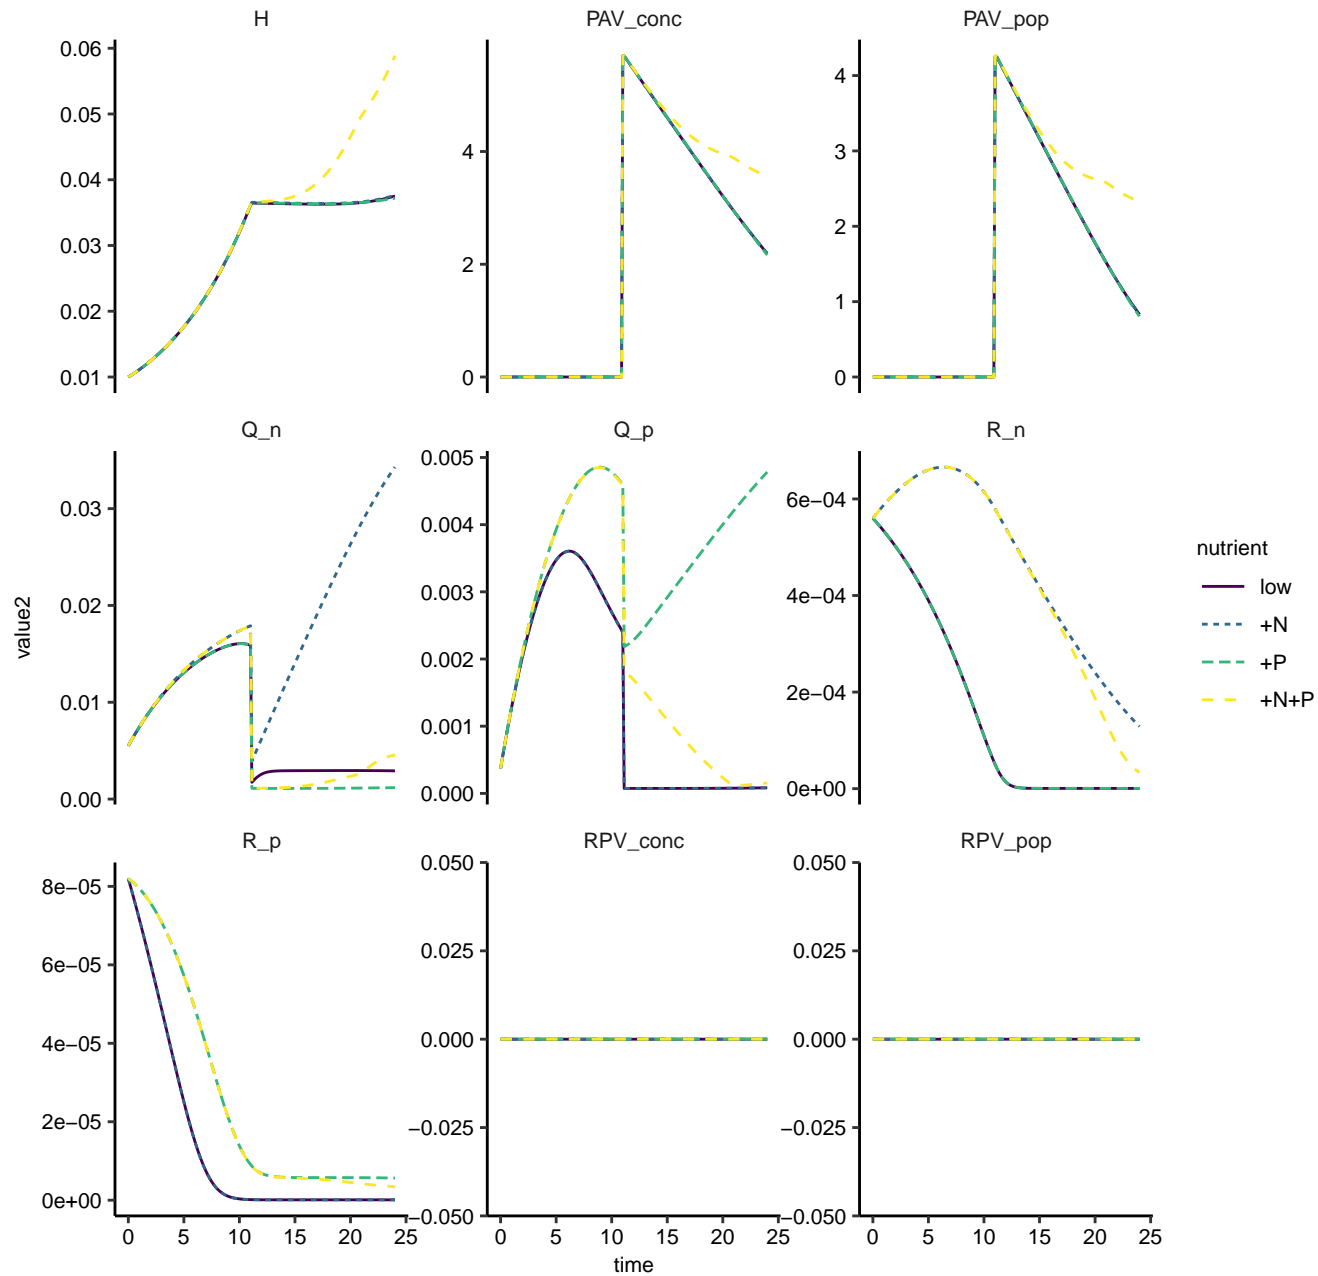 H
PAV_conc
PAV_pop
0.06
0.05
0.04
0.03
0.02
0.01
4
2
0
4
3
2
1
0
Q_n
Q_p
R_n
0.03
0.02
0.01
0.00
0.005
0.004
0.003
0.002
0.001
0.000
6e−04
4e−04
2e−04
0e+00
R_p
RPV_conc
RPV_pop
8e−05
6e−05
4e−05
2e−05
0e+00
0.050
0.025
0.000
−0.025
−0.050
0.050
0.025
0.000
−0.025
−0.050
0 5 10 15 20 25
0 5 10 15 20 25
0 5 10 15 20 25
time
value2
nutrient
low
+N
+P
+N+P